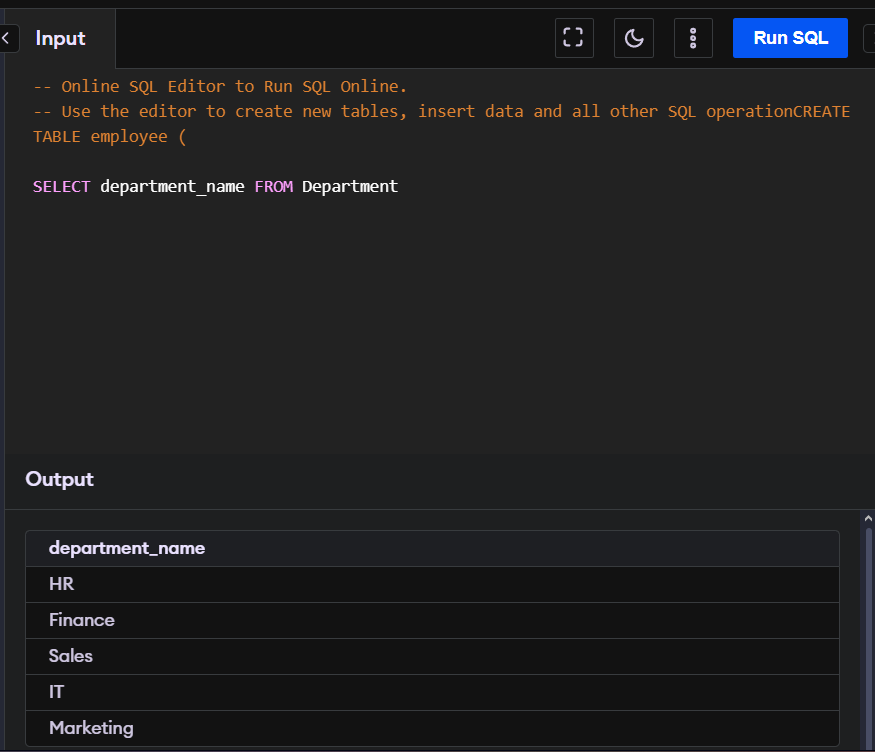 Input
Run SQL
-- Online SQL Editor to Run SQL Online.
-- Use the editor to create new tables, insert data and all other SQL operationCREATE
TABLE employee (
SELECT department_name FROM Department
Output
department_name
HR
Finance
Sales
IT
Marketing